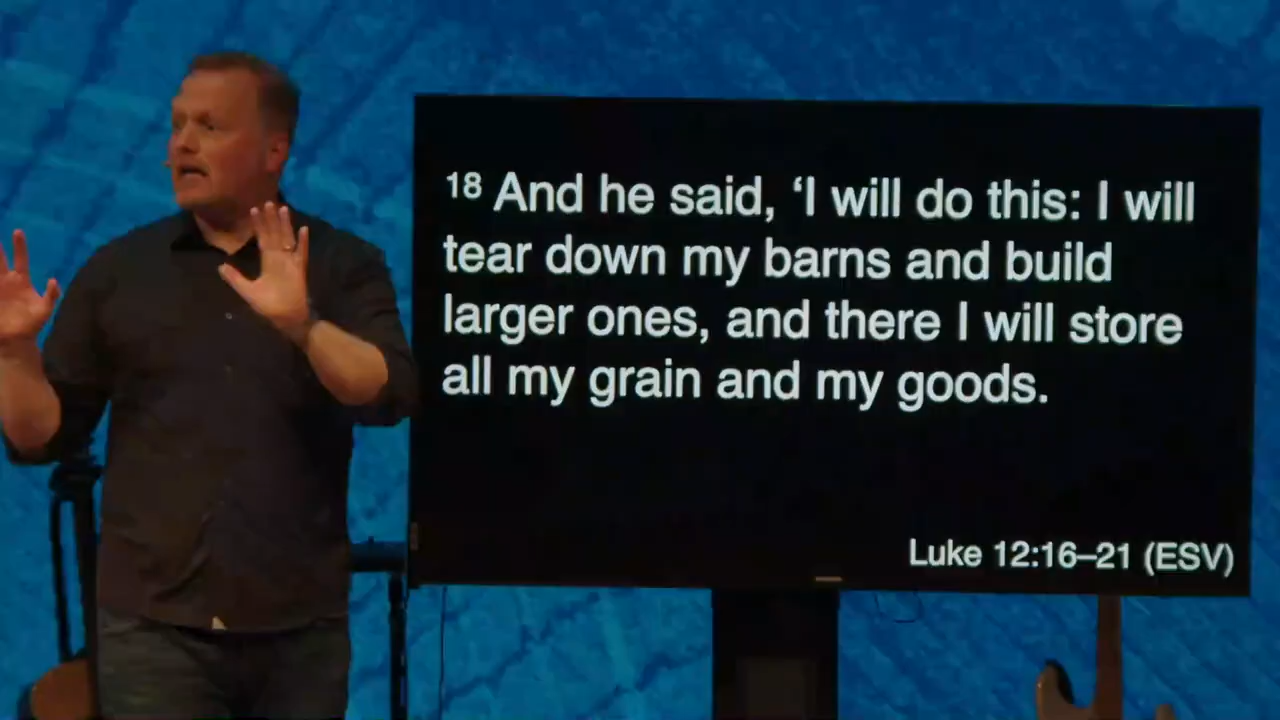 18 And he said, ‘I will do this: I will
tear down my barns and build
larger ones, and there I will store
all my grain and my goods.
Luke 12:16–21 (ESV)